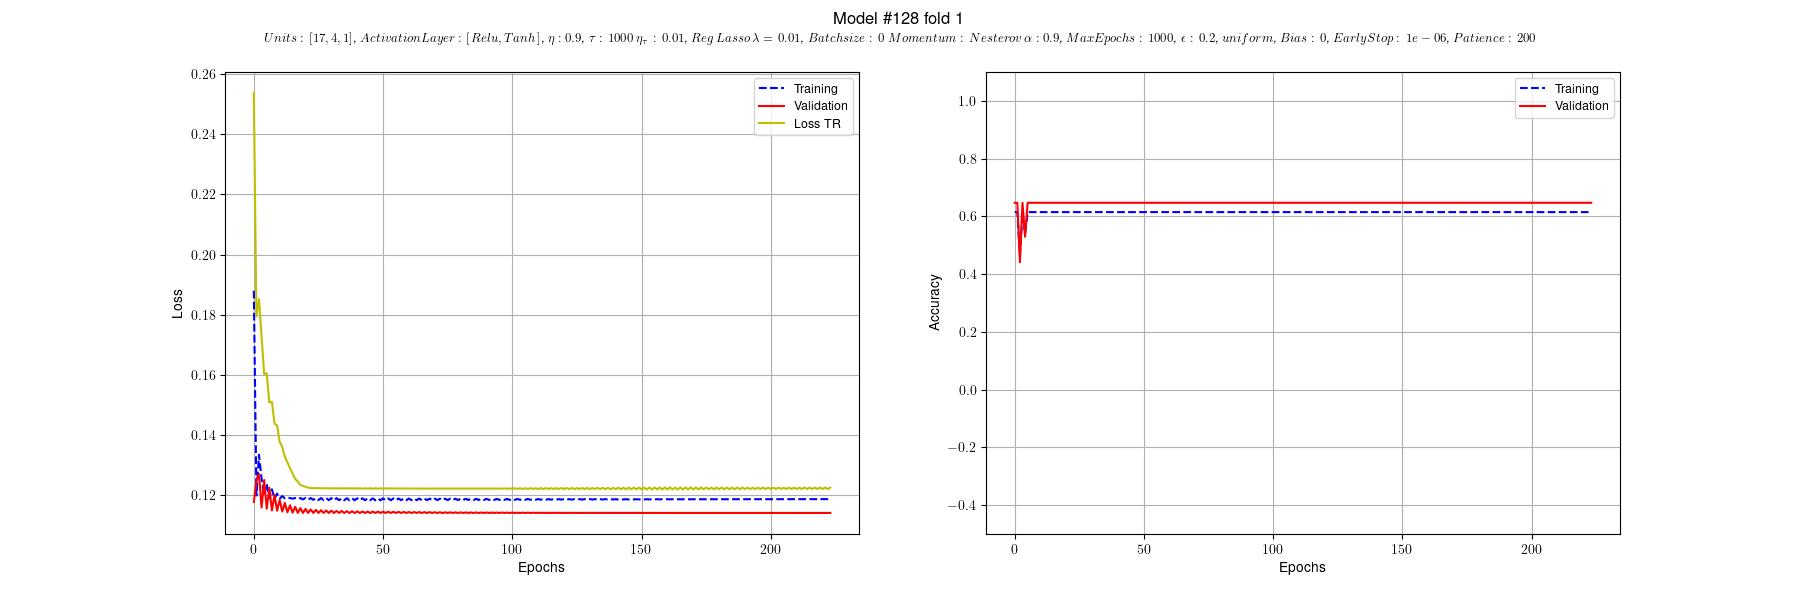 Model #128 fold 1
Units : [17, 4, 1], ActivationLayer : [Relu, Tanh], η : 0.9, τ : 1000 ητ : 0.01, Reg Lasso λ = 0.01, Batchsize : 0 Momentum : Nesterov α : 0.9, MaxEpochs : 1000, ϵ : 0.2, uniform, Bias : 0, EarlyStop : 1e − 06, Patience : 200
0.26
0.24
0.22
0.20
0.18
0.16
0.14
0.12
Loss
0 50 100 150 200
Epochs
Training
Validation
Loss TR
1.0
0.8
0.6
0.4
0.2
0.0
−0.2
−0.4
Accuracy
0 50 100 150 200
Epochs
Training
Validation